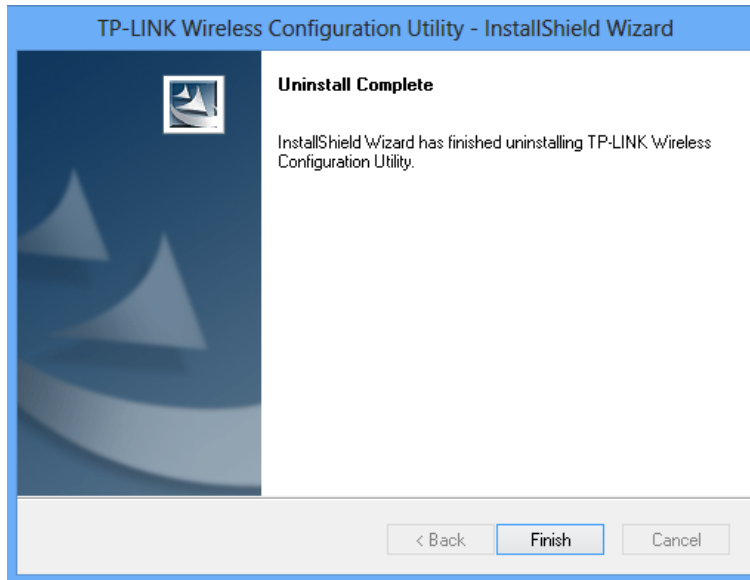 TP-LINK Wireless Configuration Utility - InstallShield Wizard
Uninstall Complete
InstallShield Wizard has finished uninstalling TP-LINK Wireless
Configuration Utility.
< Back
Finish
Cancel